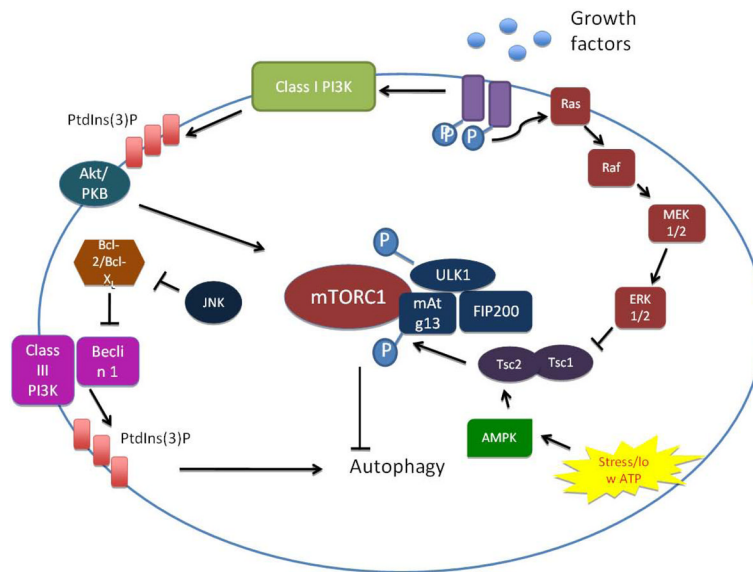 Growth
factors
Class I PI3K
PtdIns(3)P
P
P
P
Ras
Raf
Akt/
PKB
MEK
1/2
P
Bcl-
2/Bcl-
XL
JNK
ULK1
mTORC1
mAt
g13
FIP200
ERK
1/2
P
Class
III
PI3K
Becli
n 1
Tsc2
Tsc1
PtdIns(3)P
AMPK
Autophagy
Stress/lo
w ATP